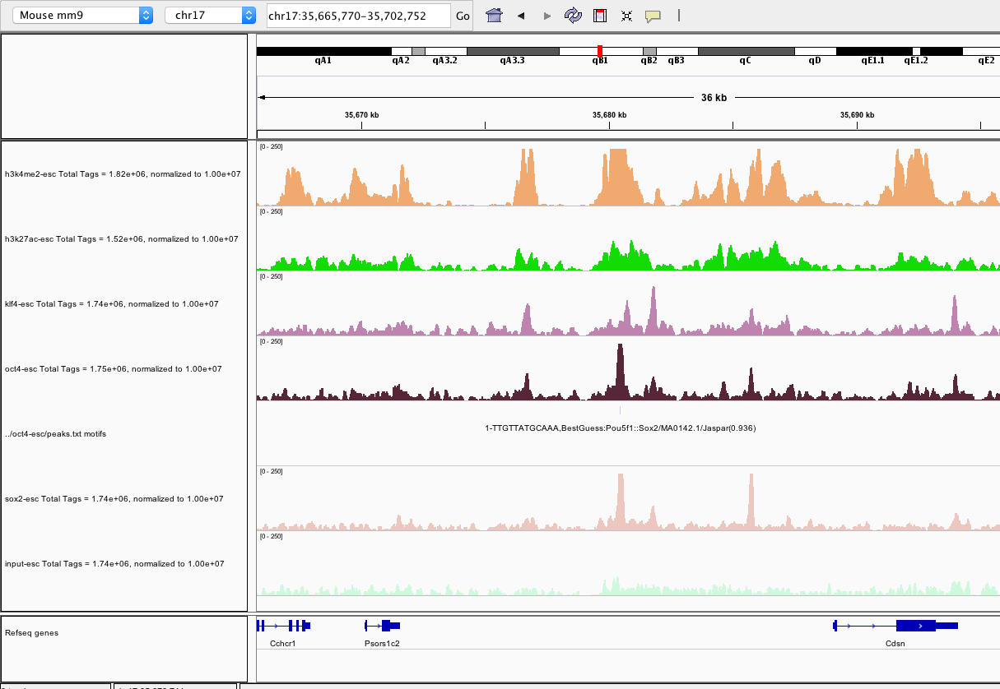 Mouse mm9 chr17 chr17:35,665,770-35,702,752 Go
qA1 qA2 qA3.2 qA3.3 qB1 qB2 qB3 qC qD qE1.1 qE1.2 qE2
36 kb
35,670 kb 35,680 kb 35,690 kb
[0 - 250]
h3k4me2-esc Total Tags = 1.82e+06, normalized to 1.00e+07
[0 - 250]
h3k27ac-esc Total Tags = 1.52e+06, normalized to 1.00e+07
[0 - 250]
klf4-esc Total Tags = 1.74e+06, normalized to 1.00e+07
[0 - 250]
oct4-esc Total Tags = 1.75e+06, normalized to 1.00e+07
1-TTGTTATGCAAA,BestGuess:Pou5f1::Sox2/MA0142.1/Jaspar(0.936)
../oct4-esc/peaks.txt motifs
[0 - 250]
sox2-esc Total Tags = 1.74e+06, normalized to 1.00e+07
[0 - 250]
input-esc Total Tags = 1.74e+06, normalized to 1.00e+07
Refseq genes
Cchcr1 Psors1c2 Cdsn